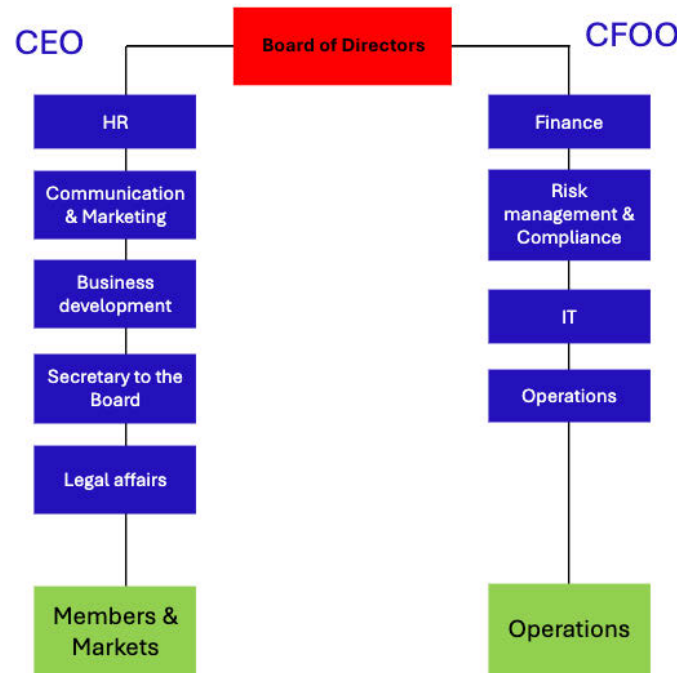 CEO
Board of Directors
CFOO
HR
Communication
& Marketing
Business
development
Secretary to the
Board
Legal affairs
Members &
Markets
Finance
Risk
management &
Compliance
IT
Operations
Operations